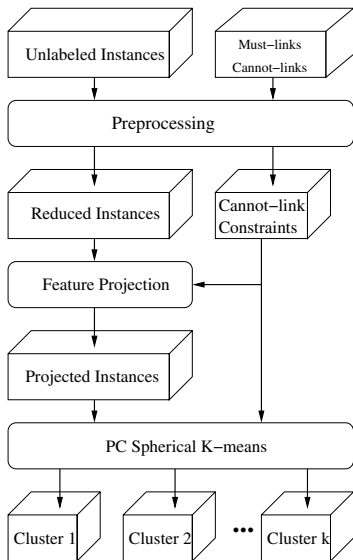 Unlabeled Instances
Must−links
Cannot−links
Preprocessing
Reduced Instances
Cannot−link
Constraints
Feature Projection
Projected Instances
PC Spherical K−means
Cluster 1
Cluster 2
•••
Cluster k